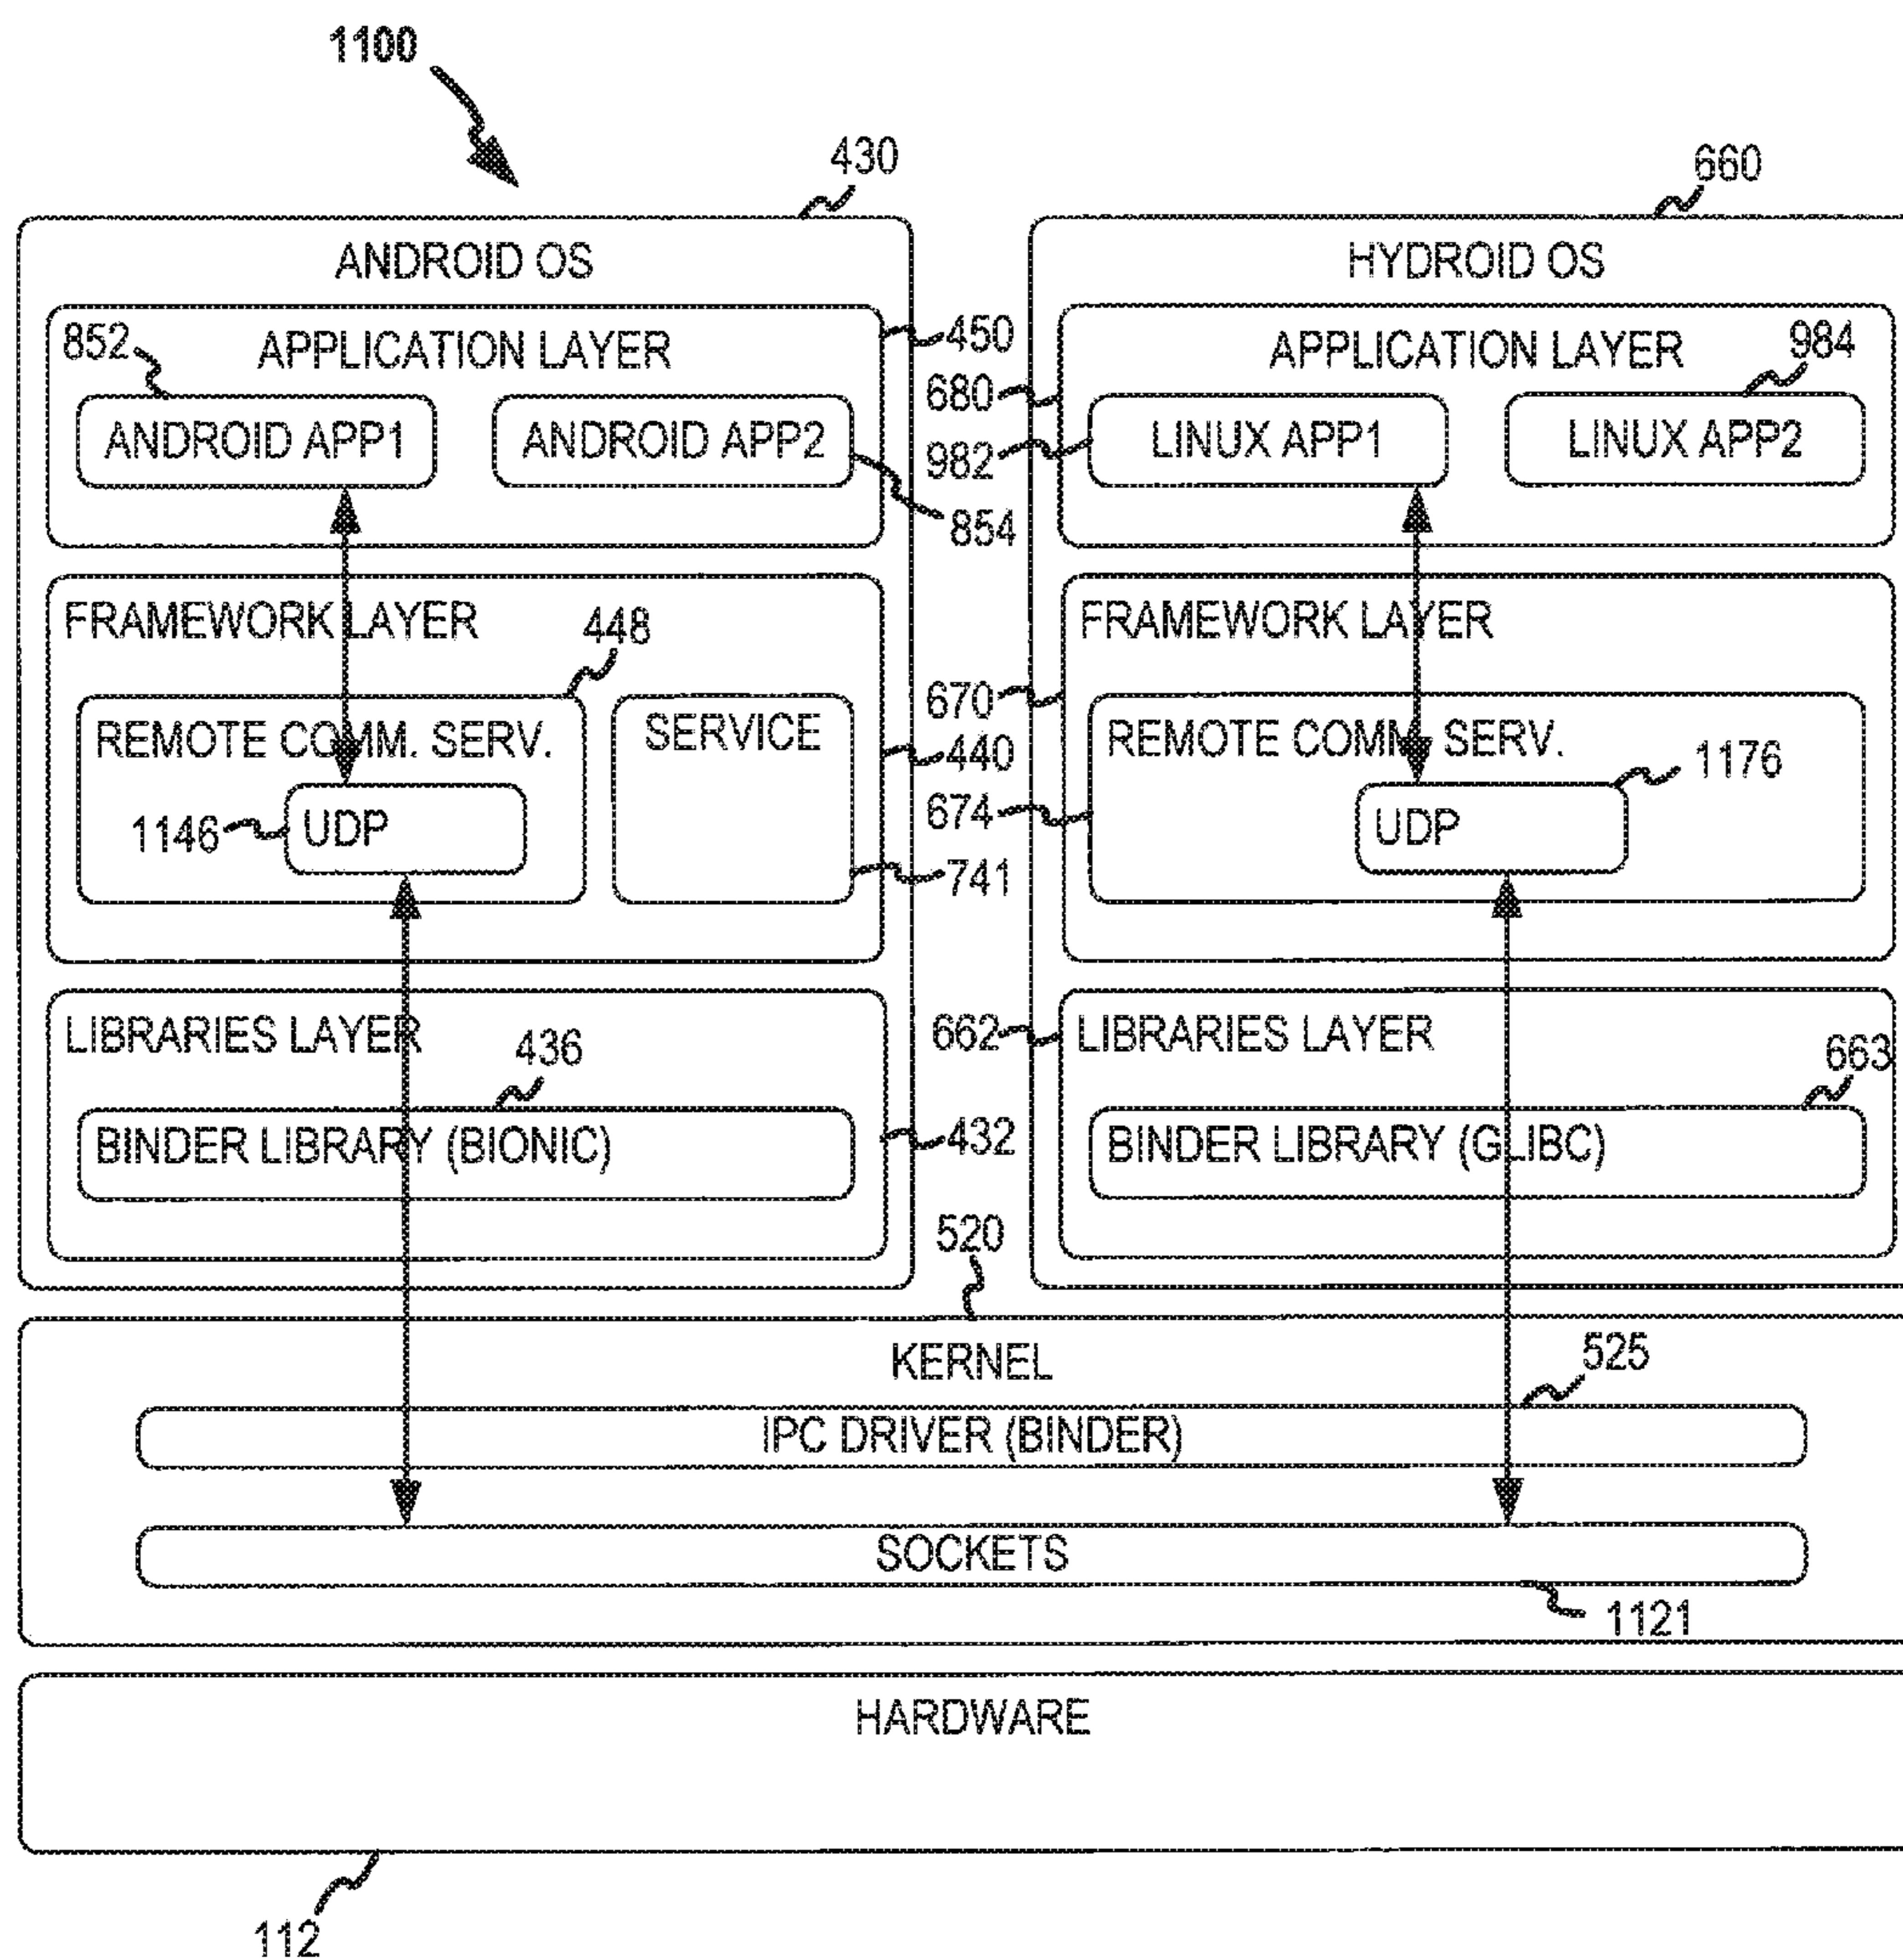 1100
430
660
ANDROID OS
HYDROID OS
852
APPLICATION LAYER
450
APPLICATION LAYER
984
680
ANDROID APP1
ANDROID APP2
982
LINUX APP1
LINUX APP2
854
FRAMEWORK LAYER
448
FRAMEWORK LAYER
670
REMOTE COMM. SERV.
SERVICE
440
REMOTE COMM. SERV.
1176
1146
UDP
674
UDP
741
LIBRARIES LAYER
436
662
LIBRARIES LAYER
663
BINDER LIBRARY (BIONIC)
432
BINDER LIBRARY (GLIBC)
520
KERNEL
525
IPC DRIVER (BINDER)
SOCKETS
1121
HARDWARE
112